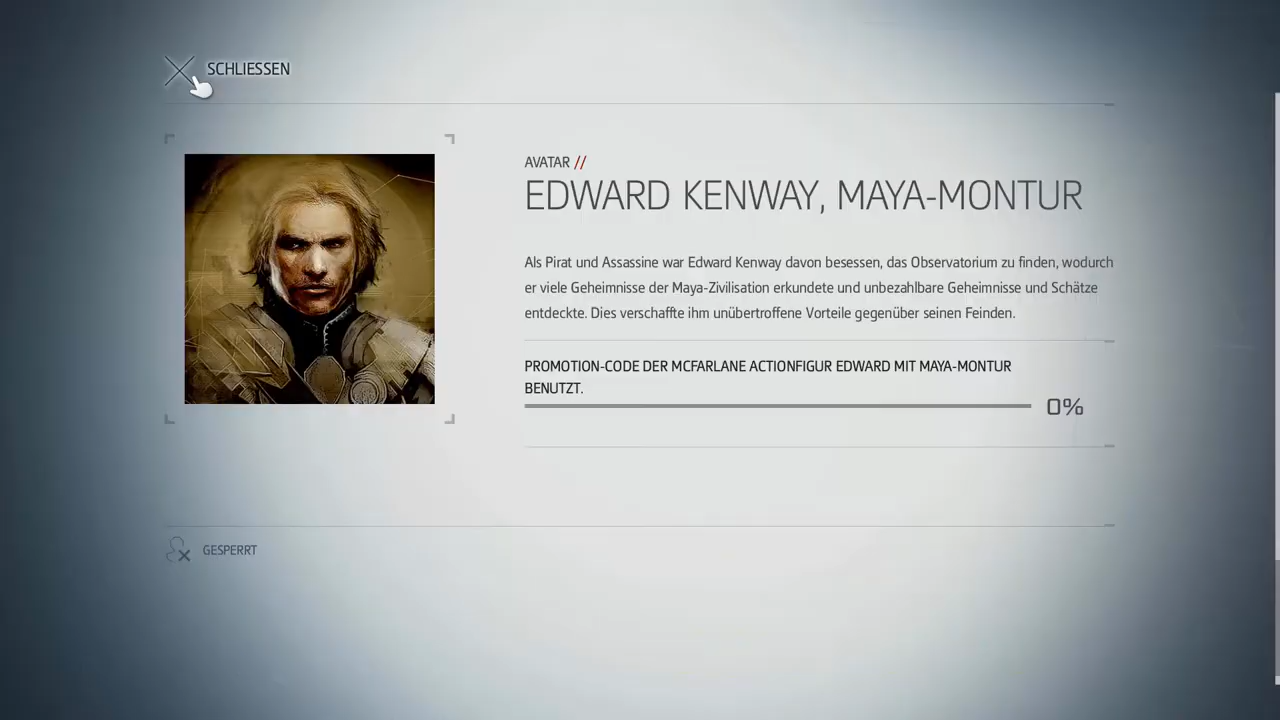 SCHLIESSEN
AVATAR //
EDWARD KENWAY, MAYA-MONTUR
Als Pirat und Assassine war Edward Kenway davon besessen, das Observatorium zu finden, wodurch
er viele Geheimnisse der Maya-Zivilisation erkundete und unbezahlbare Geheimnisse und Schätze
entdeckte. Dies verschaffte ihm unübertroffene Vorteile gegenüber seinen Feinden.
PROMOTION-CODE DER MCFARLANE ACTIONFIGUR EDWARD MIT MAYA-MONTUR
BENUTZT.
0%
GESPERRT